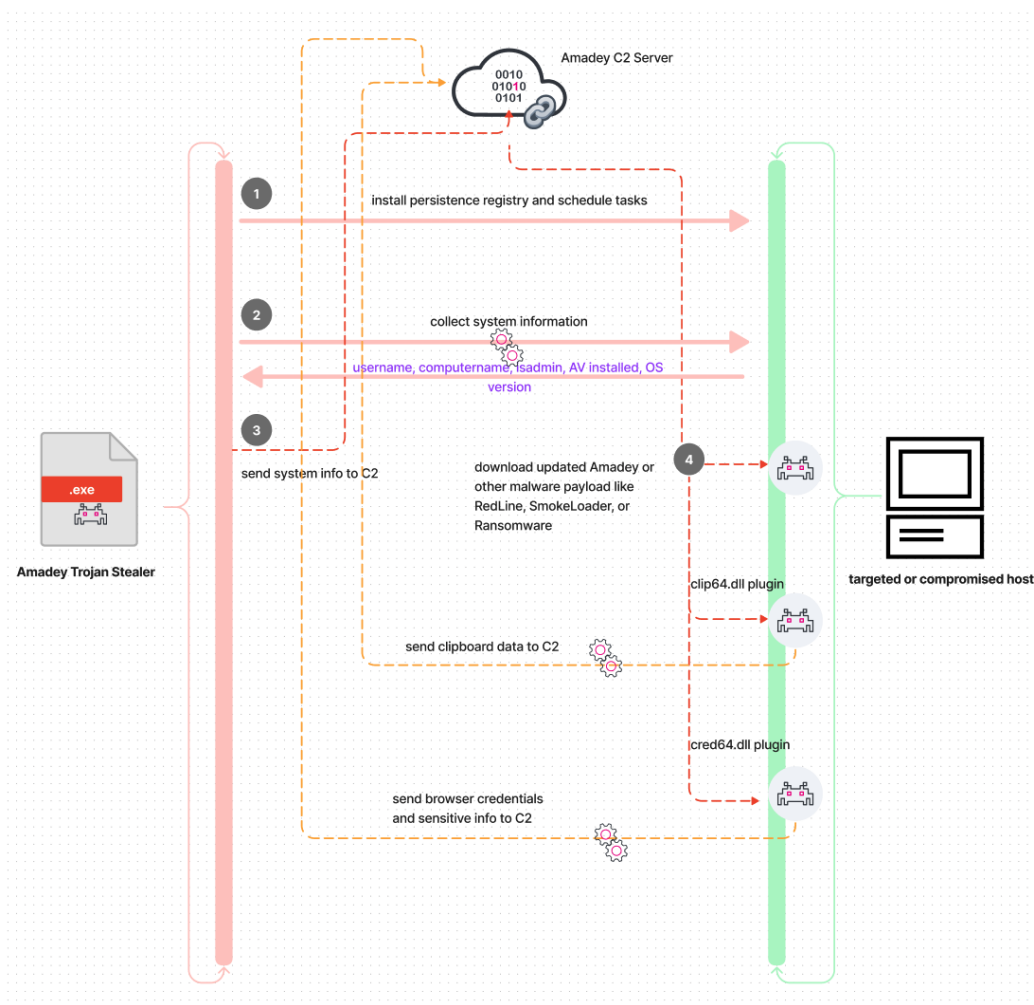 Amadey C2 Server
0010
01010
0101
1
install persistence registry and schedule tasks
2
collect system information
username, computername, isadmin, AV installed, OS
version
3
send system info to C2
4
download updated Amadey or
other malware payload like
RedLine, SmokeLoader, or
Ransomware
.exe
Amadey Trojan Stealer
targeted or compromised host
clip64.dll plugin
send clipboard data to C2
cred64.dll plugin
send browser credentials
and sensitive info to C2